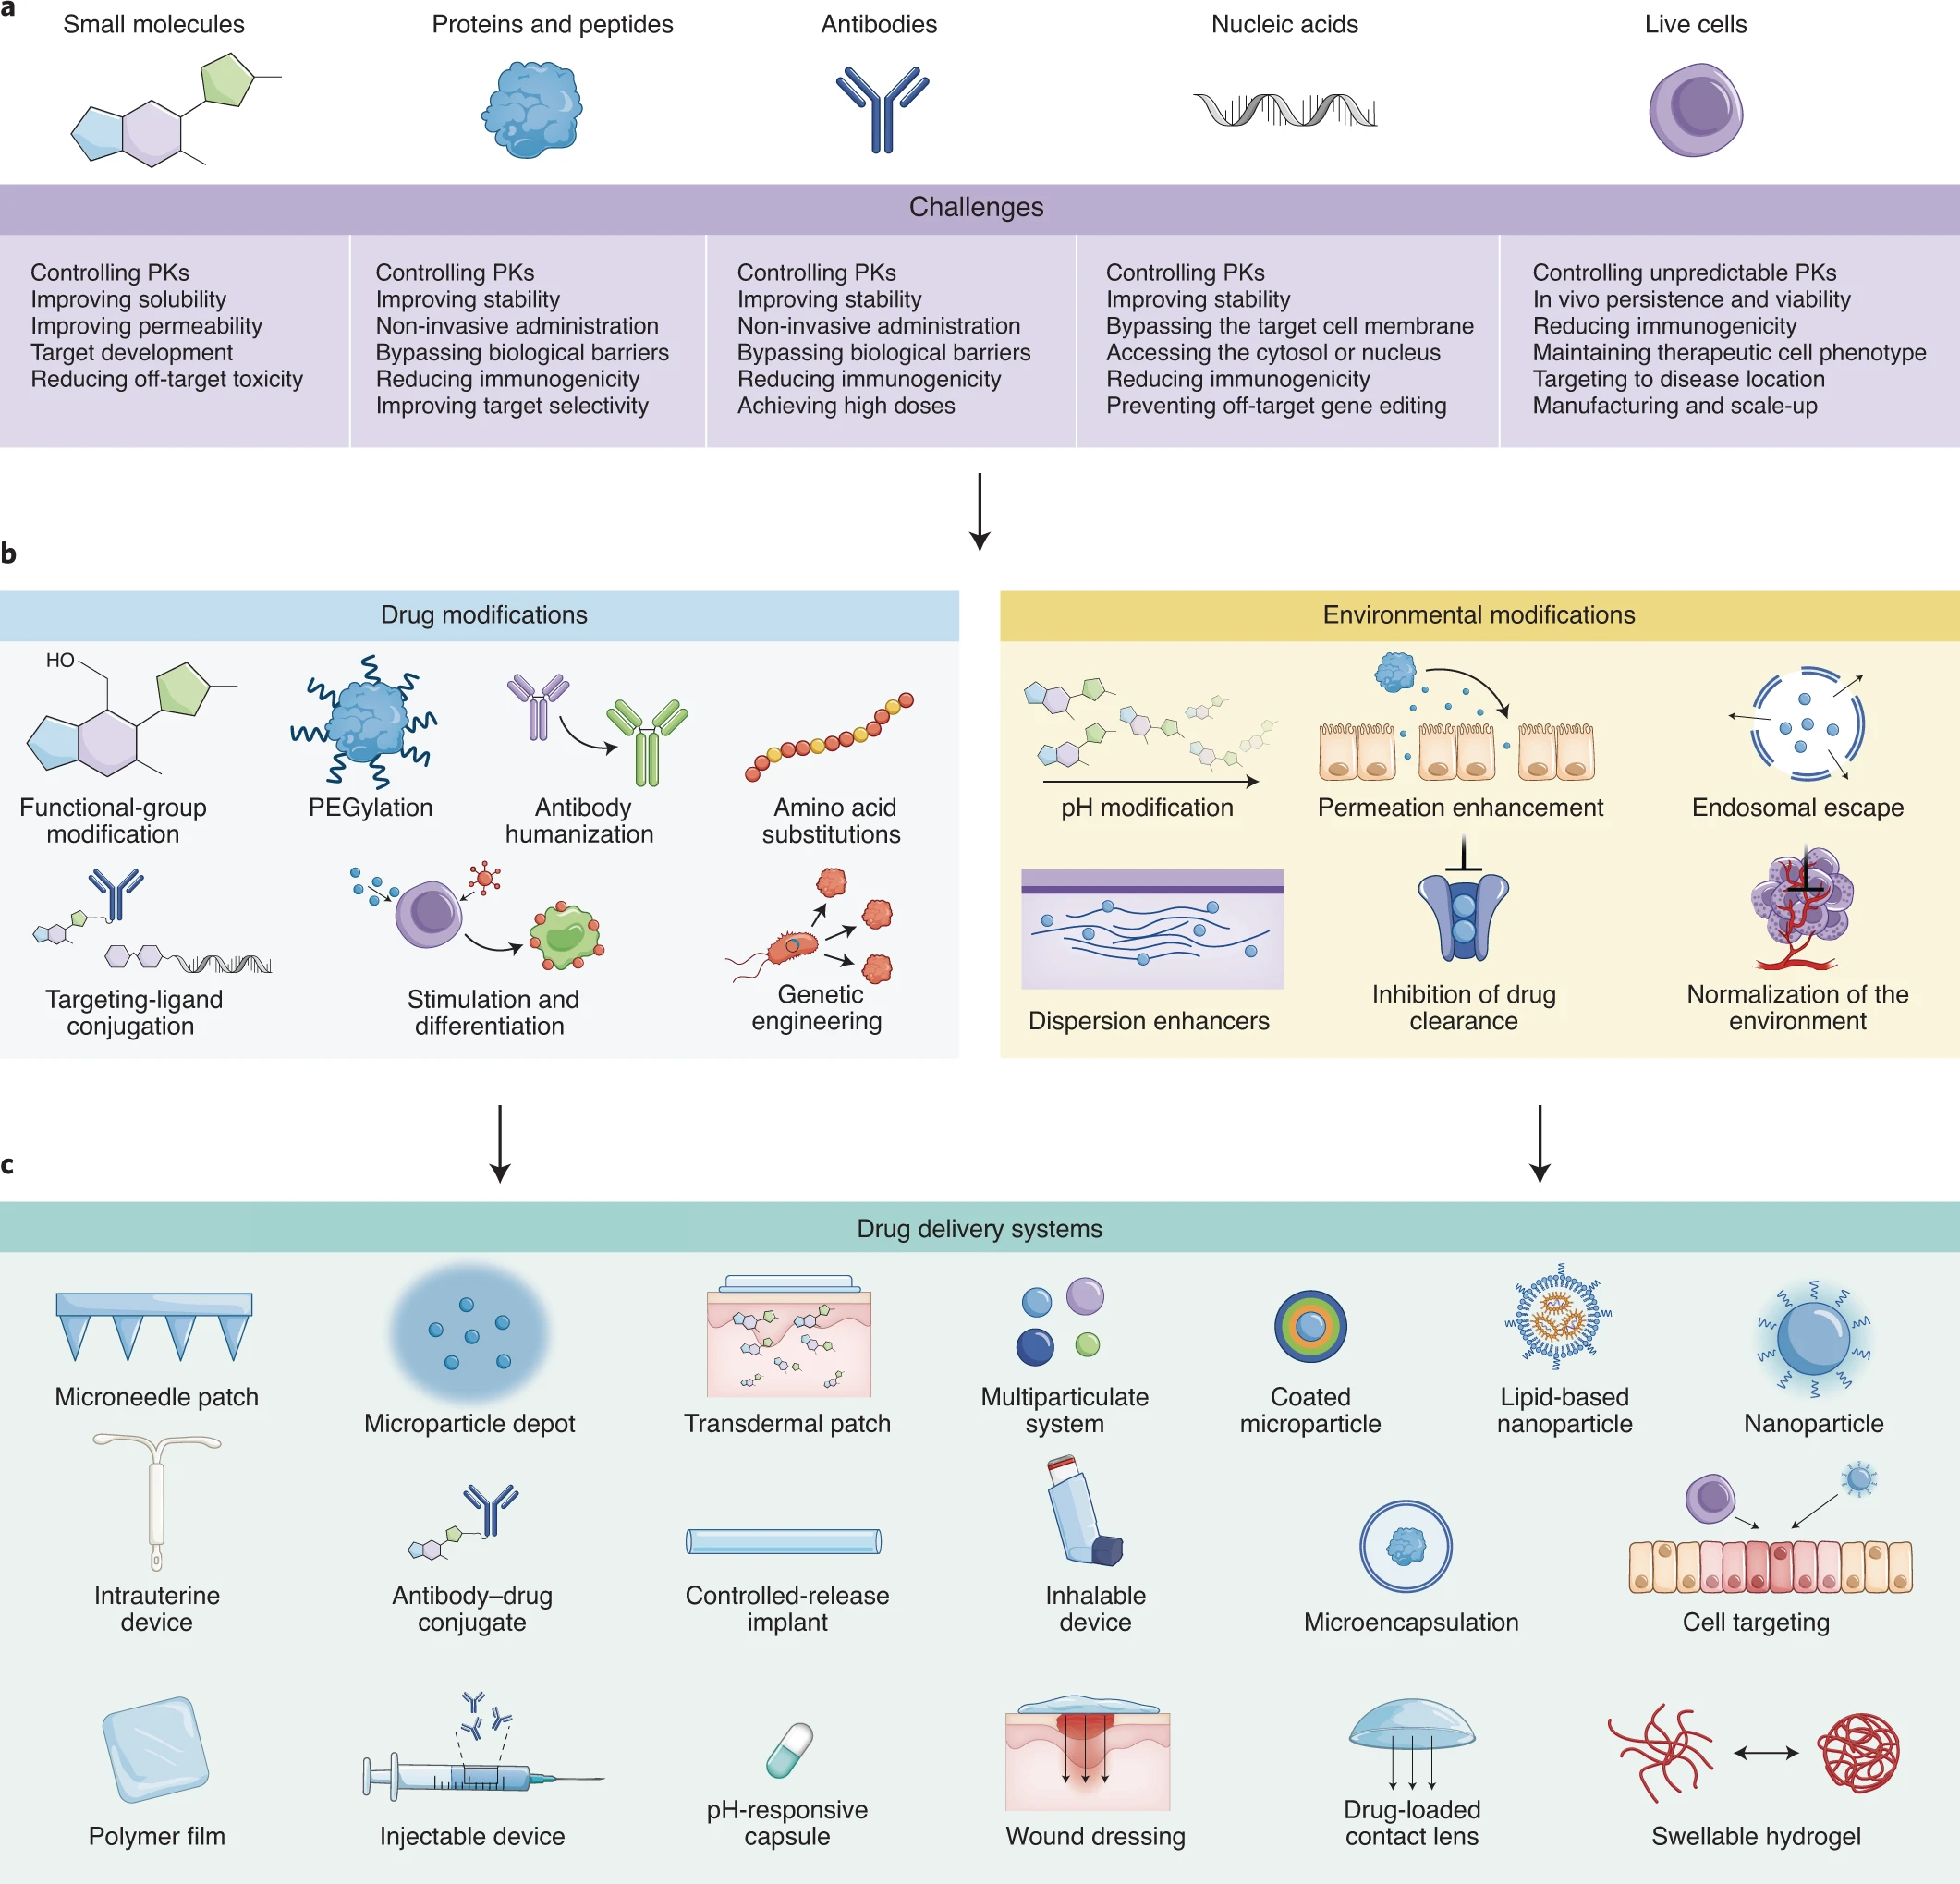 a
Small molecules
Proteins and peptides
Antibodies
Nucleic acids
Live cells
Challenges
Controlling PKs
Improving solubility
Improving permeability
Target development
Reducing off-target toxicity
Controlling PKs
Improving stability
Non-invasive administration
Bypassing biological barriers
Reducing immunogenicity
Improving target selectivity
Controlling PKs
Improving stability
Non-invasive administration
Bypassing biological barriers
Reducing immunogenicity
Achieving high doses
Controlling PKs
Improving stability
Bypassing the target cell membrane
Accessing the cytosol or nucleus
Reducing immunogenicity
Preventing off-target gene editing
Controlling unpredictable PKs
In vivo persistence and viability
Reducing immunogenicity
Maintaining therapeutic cell phenotype
Targeting to disease location
Manufacturing and scale-up
b
Drug modifications
HO
Functional-group
modification
PEGylation
Antibody
humanization
Amino acid
substitutions
Targeting-ligand
conjugation
Stimulation and
differentiation
Genetic
engineering
Environmental modifications
pH modification
Permeation enhancement
Endosomal escape
Dispersion enhancers
Inhibition of drug
clearance
Normalization of the
environment
c
Drug delivery systems
Microneedle patch
Microparticle depot
Transdermal patch
Multiparticulate
system
Coated
microparticle
Lipid-based
nanoparticle
Nanoparticle
Intrauterine
device
Antibody–drug
conjugate
Controlled-release
implant
Inhalable
device
Microencapsulation
Cell targeting
Polymer film
Injectable device
pH-responsive
capsule
Wound dressing
Drug-loaded
contact lens
Swellable hydrogel